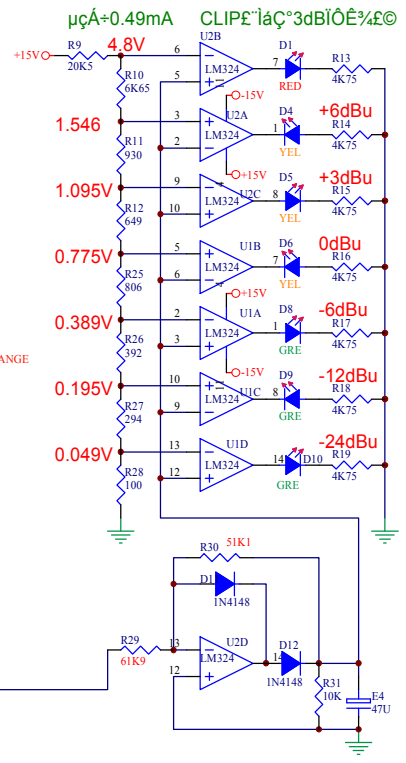 µçÁ÷0.49mA CLIP£¨ÌáÇ°3dBÏÔÊ¾£©
+15V R9 20K5 4.8V 6 5 U2B LM324 7 D1 RED R13 4K75
R10 6K65
-15V
1.546 3 2 U2A LM324 1 D4 YEL +6dBu R14 4K75
R11 930
+15V
1.095V 9 10 U2C LM324 8 D5 YEL +3dBu R15 4K75
R12 649
0.775V 5 6 U1B LM324 7 D6 YEL 0dBu R16 4K75
R25 806
+15V
0.389V 2 3 U1A LM324 1 D8 GRE -6dBu R17 4K75
ANGE
R26 392
-15V
0.195V 10 9 U1C LM324 8 D9 GRE -12dBu R18 4K75
R27 294
0.049V 13 12 U1D LM324 14 D10 GRE -24dBu R19 4K75
R28 100
R30 51K1
D1 1N4148
R29 61K9 13 12 U2D LM324 14 D12 1N4148
R31 10K E4 47U